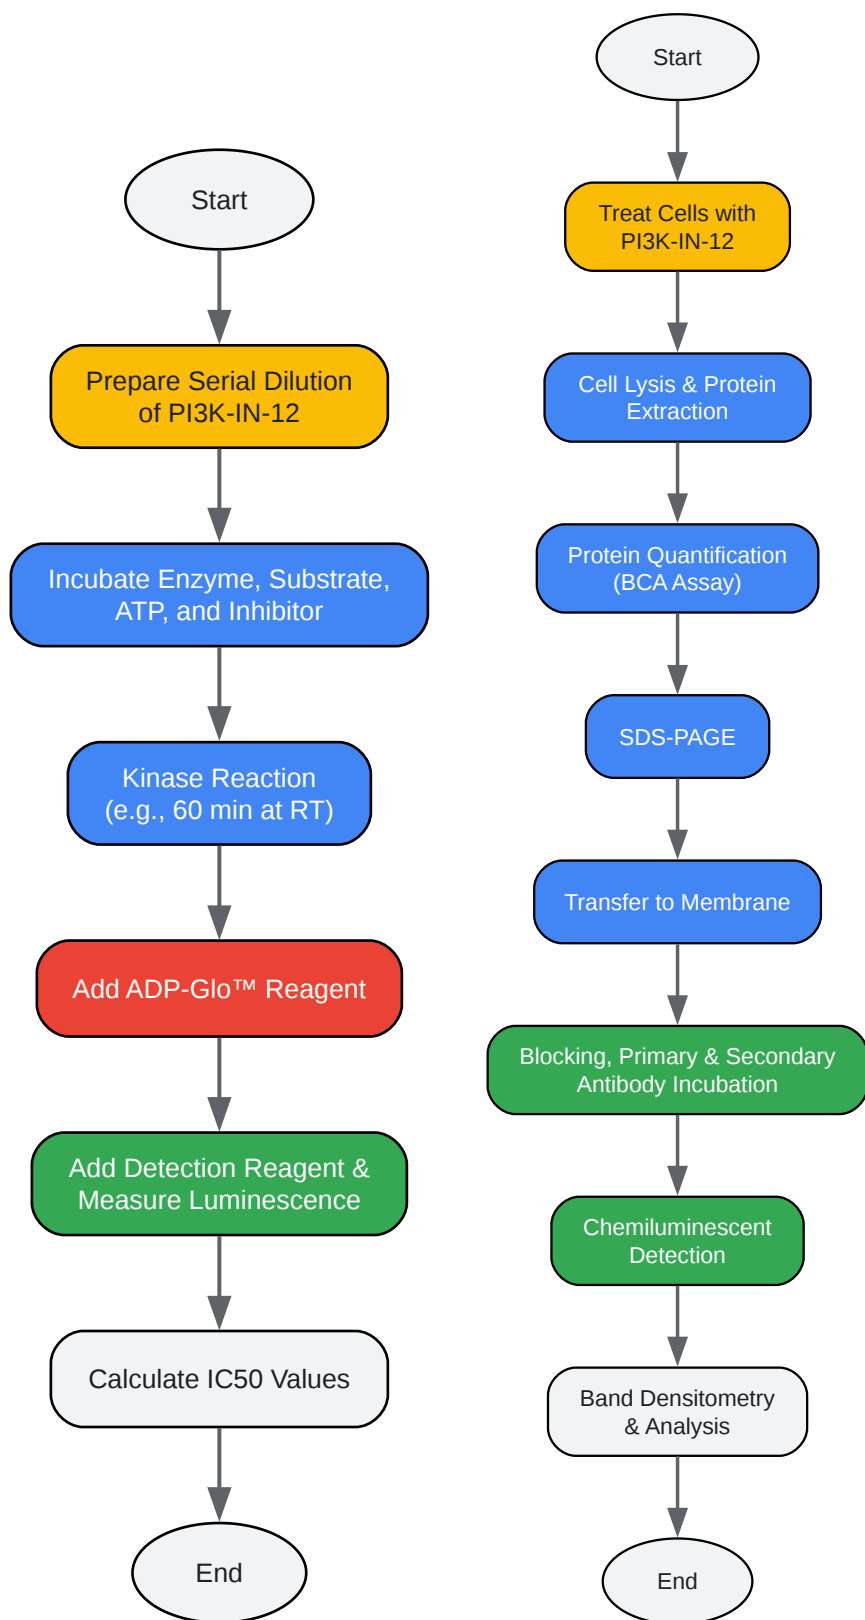 Start
Prepare Serial Dilution
of PI3K-IN-12
Incubate Enzyme, Substrate,
ATP, and Inhibitor
Kinase Reaction
(e.g., 60 min at RT)
Add ADP-Glo™ Reagent
Add Detection Reagent &
Measure Luminescence
Calculate IC50 Values
End
Start
Treat Cells with
PI3K-IN-12
Cell Lysis & Protein
Extraction
Protein Quantification
(BCA Assay)
SDS-PAGE
Transfer to Membrane
Blocking, Primary & Secondary
Antibody Incubation
Chemiluminescent
Detection
Band Densitometry
& Analysis
End